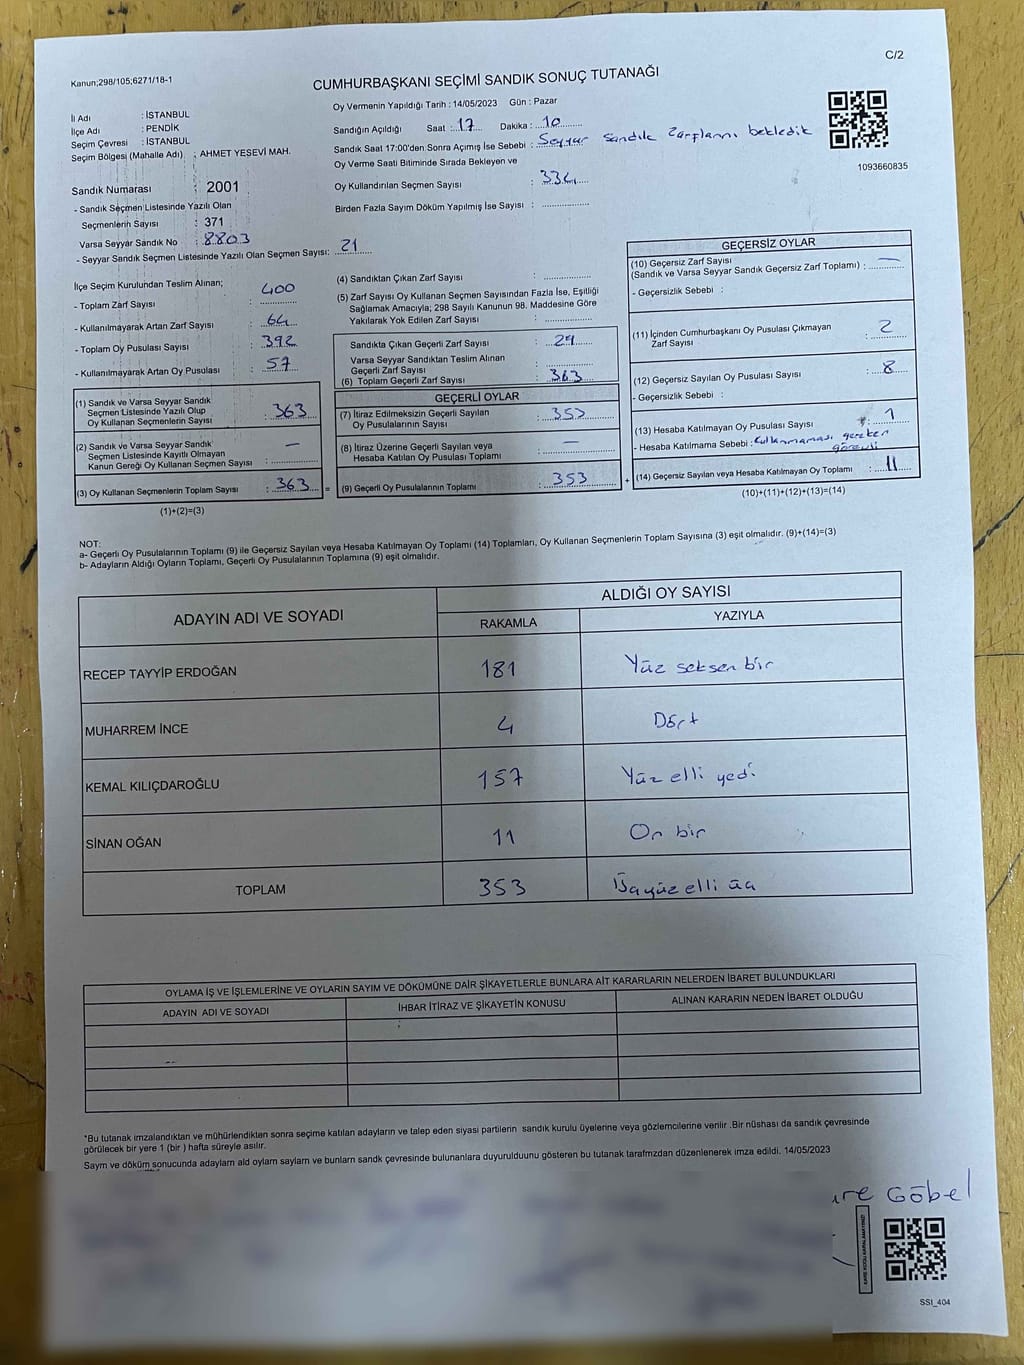 C/2
Kanun;298/105;6271/18-1
CUMHURBAŞKANI SEÇİMİ SANDIK SONUÇ TUTANAĞI
1093660835
İl Adı : İSTANBUL
İlçe Adı : PENDİK
Seçim Çevresi : İSTANBUL
Seçim Bölgesi (Mahalle Adı) : AHMET YESEVİ MAH.
Sandık Numarası : 2001
- Sandık Seçmen Listesinde Yazılı Olan
Seçmenlerin Sayısı : 371
Varsa Seyyar Sandık No : 8803
- Seyyar Sandık Seçmen Listesinde Yazılı Olan Seçmen Sayısı: 21
Oy Vermenin Yapıldığı Tarih : 14/05/2023 Gün : Pazar
Sandığın Açıldığı Saat : 17 Dakika : 10
Sandık Saat 17:00'den Sonra Açımış İse Sebebi : Seyyar sandık zarflarını bekledik
Oy Verme Saati Bitiminde Sırada Bekleyen ve
Oy Kullandırılan Seçmen Sayısı : 334
Birden Fazla Sayım Döküm Yapılmış İse Sayısı :
İlçe Seçim Kurulundan Teslim Alınan;
- Toplam Zarf Sayısı : 400
- Kullanılmayarak Artan Zarf Sayısı : 64
- Toplam Oy Pusulası Sayısı : 392
- Kullanılmayarak Artan Oy Pusulası : 57
(1) Sandık ve Varsa Seyyar Sandık
Seçmen Listesinde Yazılı Olup
Oy Kullanan Seçmenlerin Sayısı : 363
(2) Sandık ve Varsa Seyyar Sandık
Seçmen Listesinde Kayıtlı Olmayan
Kanun Gereği Oy Kullanan Seçmen Sayısı : —
(3) Oy Kullanan Seçmenlerin Toplam Sayısı : 363 =
(1)+(2)=(3)
(4) Sandıktan Çıkan Zarf Sayısı :
(5) Zarf Sayısı Oy Kullanan Seçmen Sayısından Fazla İse, Eşitliği
Sağlamak Amacıyla; 298 Sayılı Kanunun 98. Maddesine Göre
Yakılarak Yok Edilen Zarf Sayısı :
Sandıkta Çıkan Geçerli Zarf Sayısı : 29
Varsa Seyyar Sandıktan Teslim Alınan
Geçerli Zarf Sayısı :
(6) Toplam Geçerli Zarf Sayısı : 363
GEÇERLİ OYLAR
(7) İtiraz Edilmeksizin Geçerli Sayılan
Oy Pusulasının Sayısı : 353
(8) İtiraz Üzerine Geçerli Sayılan veya
Hesaba Katılan Oy Pusulası Toplamı : —
(9) Geçerli Oy Pusulalarının Toplamı : 353 +
GEÇERSİZ OYLAR
(10) Geçersiz Zarf Sayısı
(Sandık ve Varsa Seyyar Sandık Geçersiz Zarf Toplamı) : —
- Geçersizlik Sebebi :
(11) İçinden Cumhurbaşkanı Oy Pusulası Çıkmayan
Zarf Sayısı : 2
(12) Geçersiz Sayılan Oy Pusulası Sayısı : 8
- Geçersizlik Sebebi :
(13) Hesaba Katılmayan Oy Pusulası Sayısı : 1
- Hesaba Katılmama Sebebi : kullanmaması gereken
görevli
(14) Geçersiz Sayılan veya Hesaba Katılmayan Oy Toplamı : 11
(10)+(11)+(12)+(13)=(14)
NOT:
a- Geçerli Oy Pusulalarının Toplamı (9) ile Geçersiz Sayılan veya Hesaba Katılmayan Oy Toplamı (14) Toplamları, Oy Kullanan Seçmenlerin Toplam Sayısına (3) eşit olmalıdır. (9)+(14)=(3)
b- Adayların Aldığı Oyların Toplamı, Geçerli Oy Pusulalarının Toplamına (9) eşit olmalıdır.
ADAYIN ADI VE SOYADI
ALDIĞI OY SAYISI
RAKAMLA YAZIYLA
RECEP TAYYİP ERDOĞAN 181 Yüz seksen bir
MUHARREM İNCE 4 Dört
KEMAL KILIÇDAROĞLU 157 Yüz elli yedi
SİNAN OĞAN 11 On bir
TOPLAM 353 Üçyüz elli üç
OYLAMA İŞ VE İŞLEMLERİNE VE OYLARIN SAYIM VE DÖKÜMÜNE DAİR ŞİKAYETLERLE BUNLARA AİT KARARLARIN NELERDEN İBARET BULUNDUKLARI
ADAYIN ADI VE SOYADI İHBAR İTİRAZ VE ŞİKAYETİN KONUSU ALINAN KARARIN NEDEN İBARET OLDUĞU
*Bu tutanak imzalandıktan ve mühürlendikten sonra seçime katılan adayların ve talep eden siyasi partilerin sandık kurulu üyelerine veya gözlemcilerine verilir .Bir nüshası da sandık çevresinde
görülecek bir yere 1 (bir ) hafta süreyle asılır.
Sayım ve döküm sonucunda adayların ald oyların sayların ve bunların sandk çevresinde bulunanlara duyurulduunu gösteren bu tutanak tarafmzdan düzenlenerek imza edildi. 14/05/2023
Göbel
SSI_404